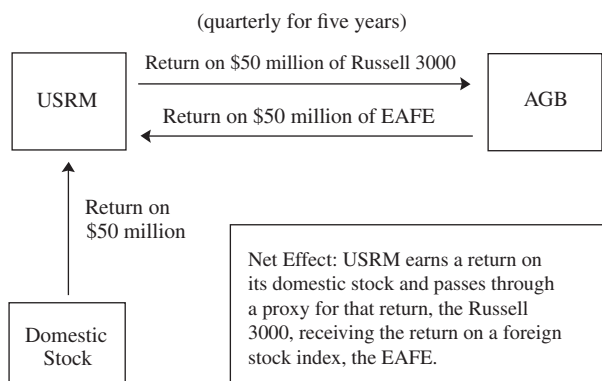 (quarterly for five years)
Return on $50 million of Russell 3000
USRM
AGB
Return on $50 million of EAFE
Return on
$50 million
Net Effect: USRM earns a return on
its domestic stock and passes through
a proxy for that return, the Russell
3000, receiving the return on a foreign
stock index, the EAFE.
Domestic
Stock